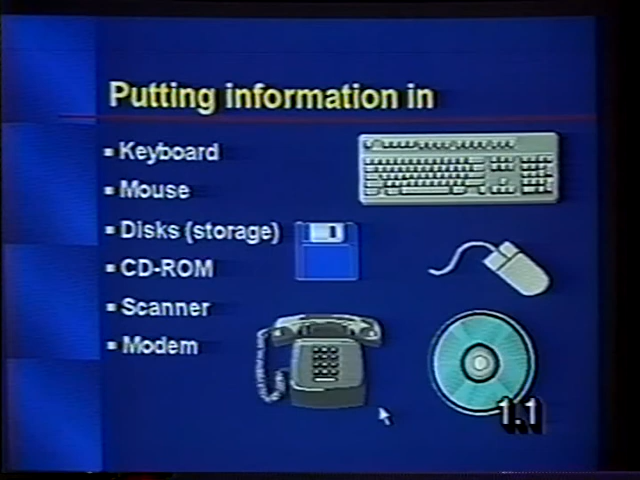 Putting information in
Keyboard
Mouse
Disks (storage)
CD-ROM
Scanner
Modem
1.1